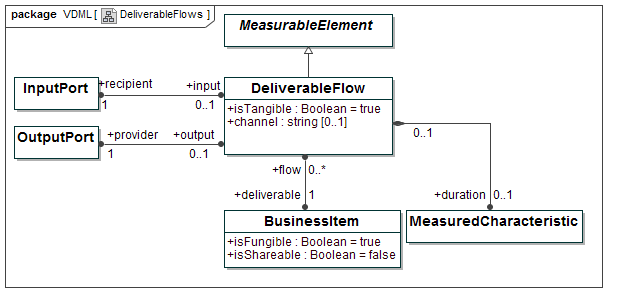 package VDML [ DeliverableFlows ]
MeasurableElement
InputPort
+recipient
+input
1
0..1
DeliverableFlow
+isTangible : Boolean = true
+channel : string [0..1]
OutputPort
+provider
+output
1
0..1
0..1
+flow
0..*
+deliverable
1
+duration
0..1
BusinessItem
+isFungible : Boolean = true
+isShareable : Boolean = false
MeasuredCharacteristic